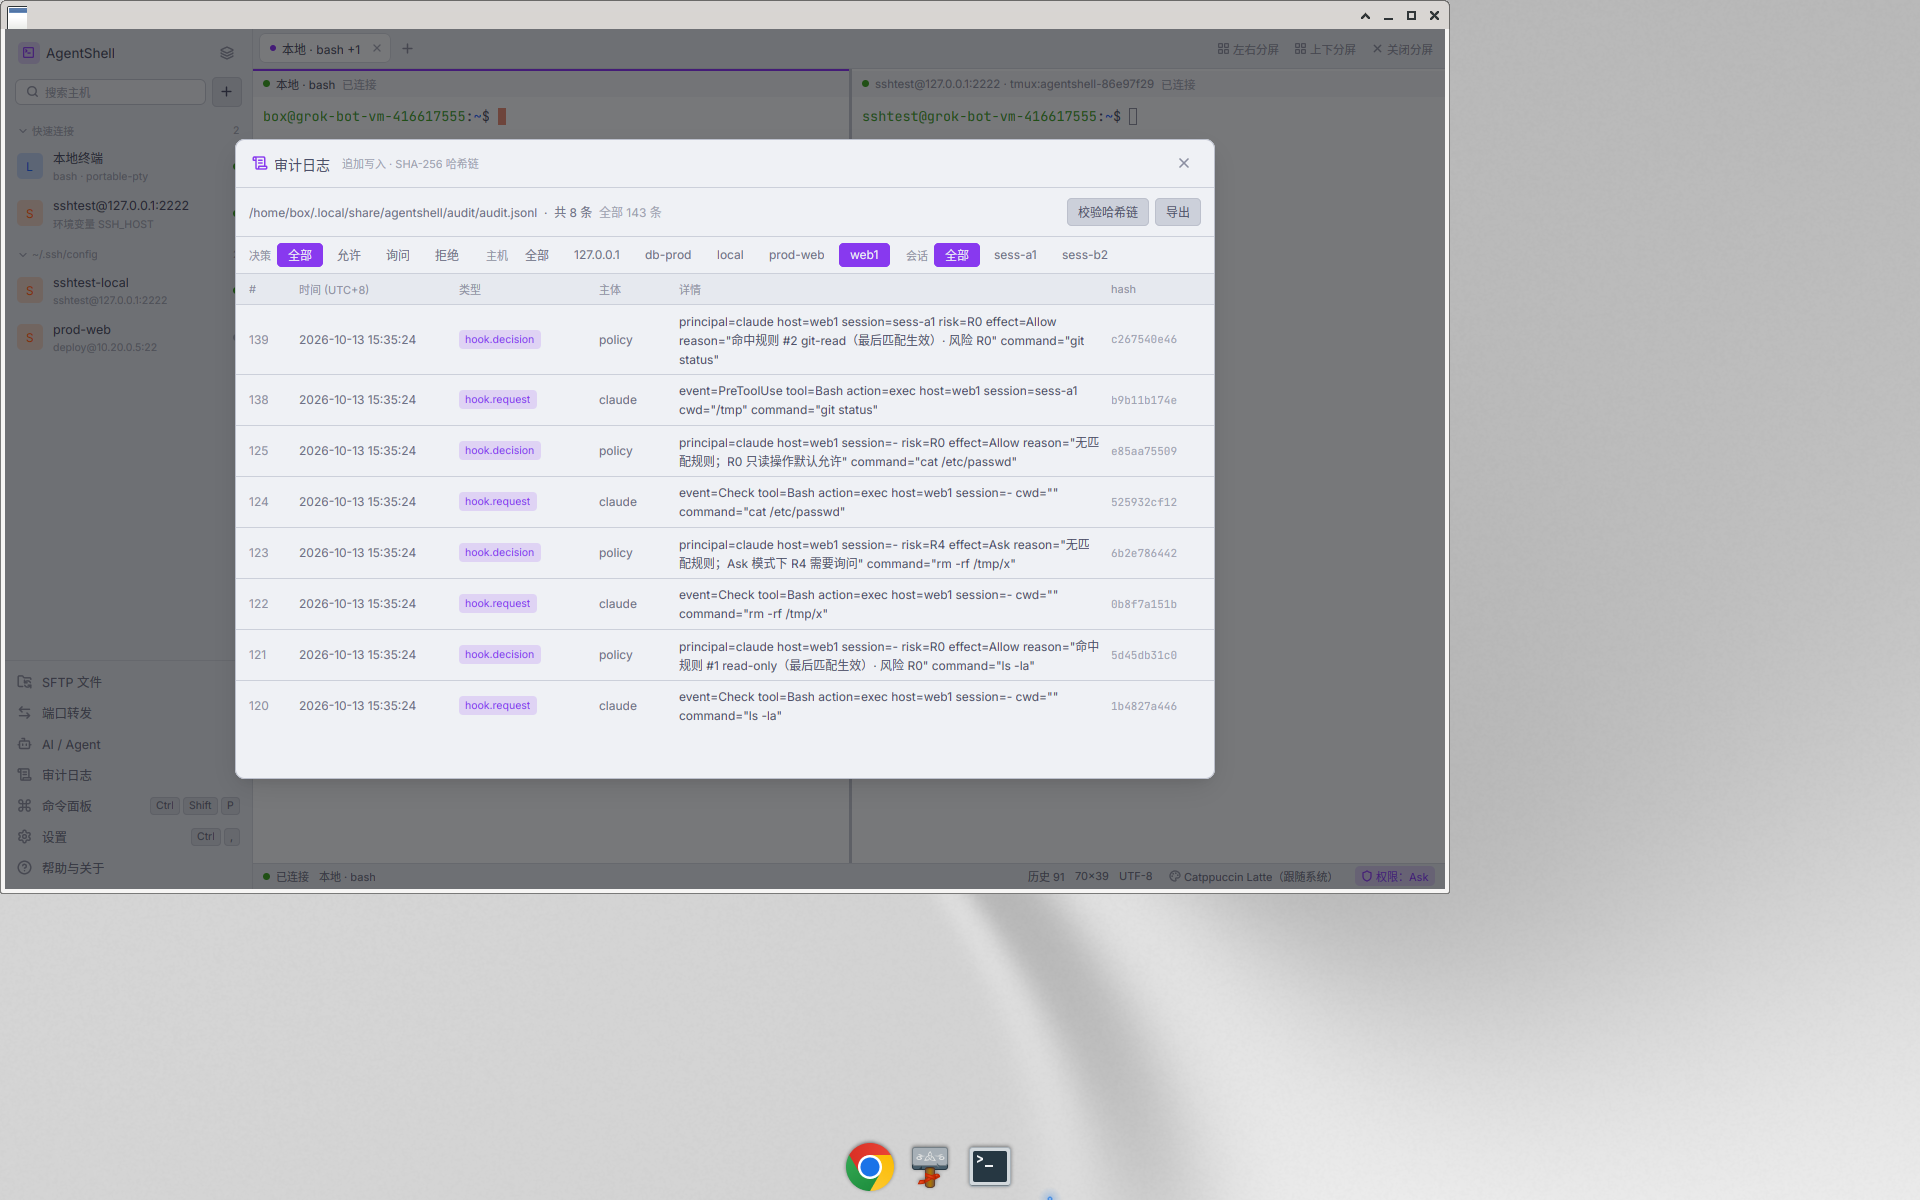 AgentShell
本地 · bash +1
左右分屏
上下分屏
关闭分屏
搜索主机
本地 · bash 已连接
sshtest@127.0.0.1:2222 · tmux:agentshell-86e97f29 已连接
box@grok-bot-vm-416617555:~$
sshtest@grok-bot-vm-416617555:~$
快速连接 2
L 本地终端
bash · portable-pty
S sshtest@127.0.0.1:2222
环境变量 SSH_HOST
~/.ssh/config
S sshtest-local
sshtest@127.0.0.1:2222
S prod-web
deploy@10.20.0.5:22
SFTP 文件
端口转发
AI / Agent
审计日志
命令面板 Ctrl Shift P
设置 Ctrl ,
帮助与关于
审计日志 追加写入 · SHA-256 哈希链
/home/box/.local/share/agentshell/audit/audit.jsonl · 共 8 条 全部 143 条
校验哈希链 导出
决策 全部 允许 询问 拒绝 主机 全部 127.0.0.1 db-prod local prod-web web1 会话 全部 sess-a1 sess-b2
# 时间 (UTC+8) 类型 主体 详情 hash
139 2026-10-13 15:35:24 hook.decision policy principal=claude host=web1 session=sess-a1 risk=R0 effect=Allow
reason="命中规则 #2 git-read（最后匹配生效）· 风险 R0" command="git
status" c267540e46
138 2026-10-13 15:35:24 hook.request claude event=PreToolUse tool=Bash action=exec host=web1 session=sess-a1
cwd="/tmp" command="git status" b9b11b174e
125 2026-10-13 15:35:24 hook.decision policy principal=claude host=web1 session=- risk=R0 effect=Allow reason="无匹
配规则；R0 只读操作默认允许" command="cat /etc/passwd" e85aa75509
124 2026-10-13 15:35:24 hook.request claude event=Check tool=Bash action=exec host=web1 session=- cwd=""
command="cat /etc/passwd" 525932cf12
123 2026-10-13 15:35:24 hook.decision policy principal=claude host=web1 session=- risk=R4 effect=Ask reason="无匹
配规则；Ask 模式下 R4 需要询问" command="rm -rf /tmp/x" 6b2e786442
122 2026-10-13 15:35:24 hook.request claude event=Check tool=Bash action=exec host=web1 session=- cwd=""
command="rm -rf /tmp/x" 0b8f7a151b
121 2026-10-13 15:35:24 hook.decision policy principal=claude host=web1 session=- risk=R0 effect=Allow reason="命中
规则 #1 read-only（最后匹配生效）· 风险 R0" command="ls -la" 5d45db31c0
120 2026-10-13 15:35:24 hook.request claude event=Check tool=Bash action=exec host=web1 session=- cwd=""
command="ls -la" 1b4827a446
已连接 本地 · bash
历史 91 70×39 UTF-8 Catppuccin Latte（跟随系统） 权限：Ask